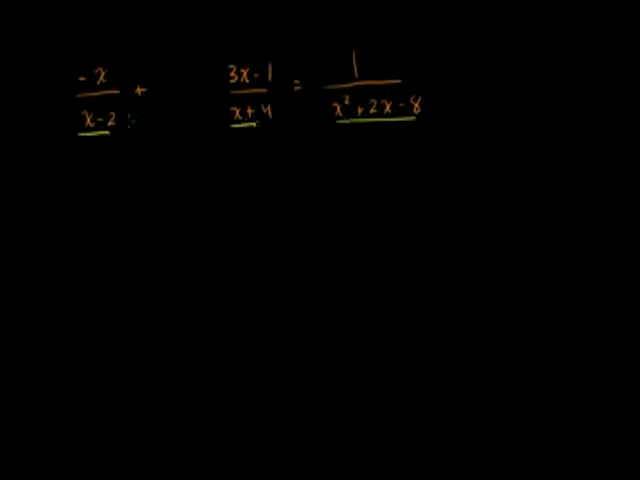 -x/(x-2) + (3x-1)/(x+4) = 1/(x²+2x-8)